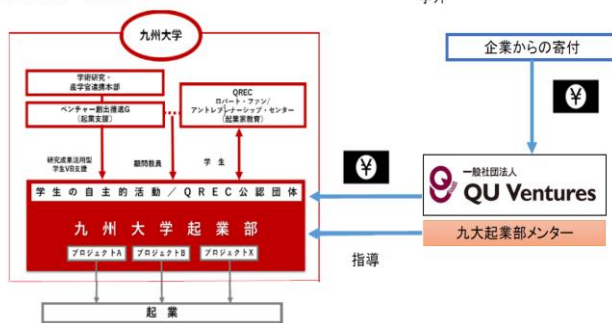 九州大学
学術研究・
産学官連携本部
ベンチャー創出推進G
(起業支援)
QREC
ロバート・ファン/
アントレプレナーシップ・センター
(起業家教育)
研究成果活用型
学生VB支援
顧問教員
学 生
学生の自主的活動/QREC公認団体
九 州 大 学 起 業 部
プロジェクトA
プロジェクトB
プロジェクトX
起 業
企業からの寄付
¥
¥
一般社団法人
QU Ventures
九大起業部メンター
指導